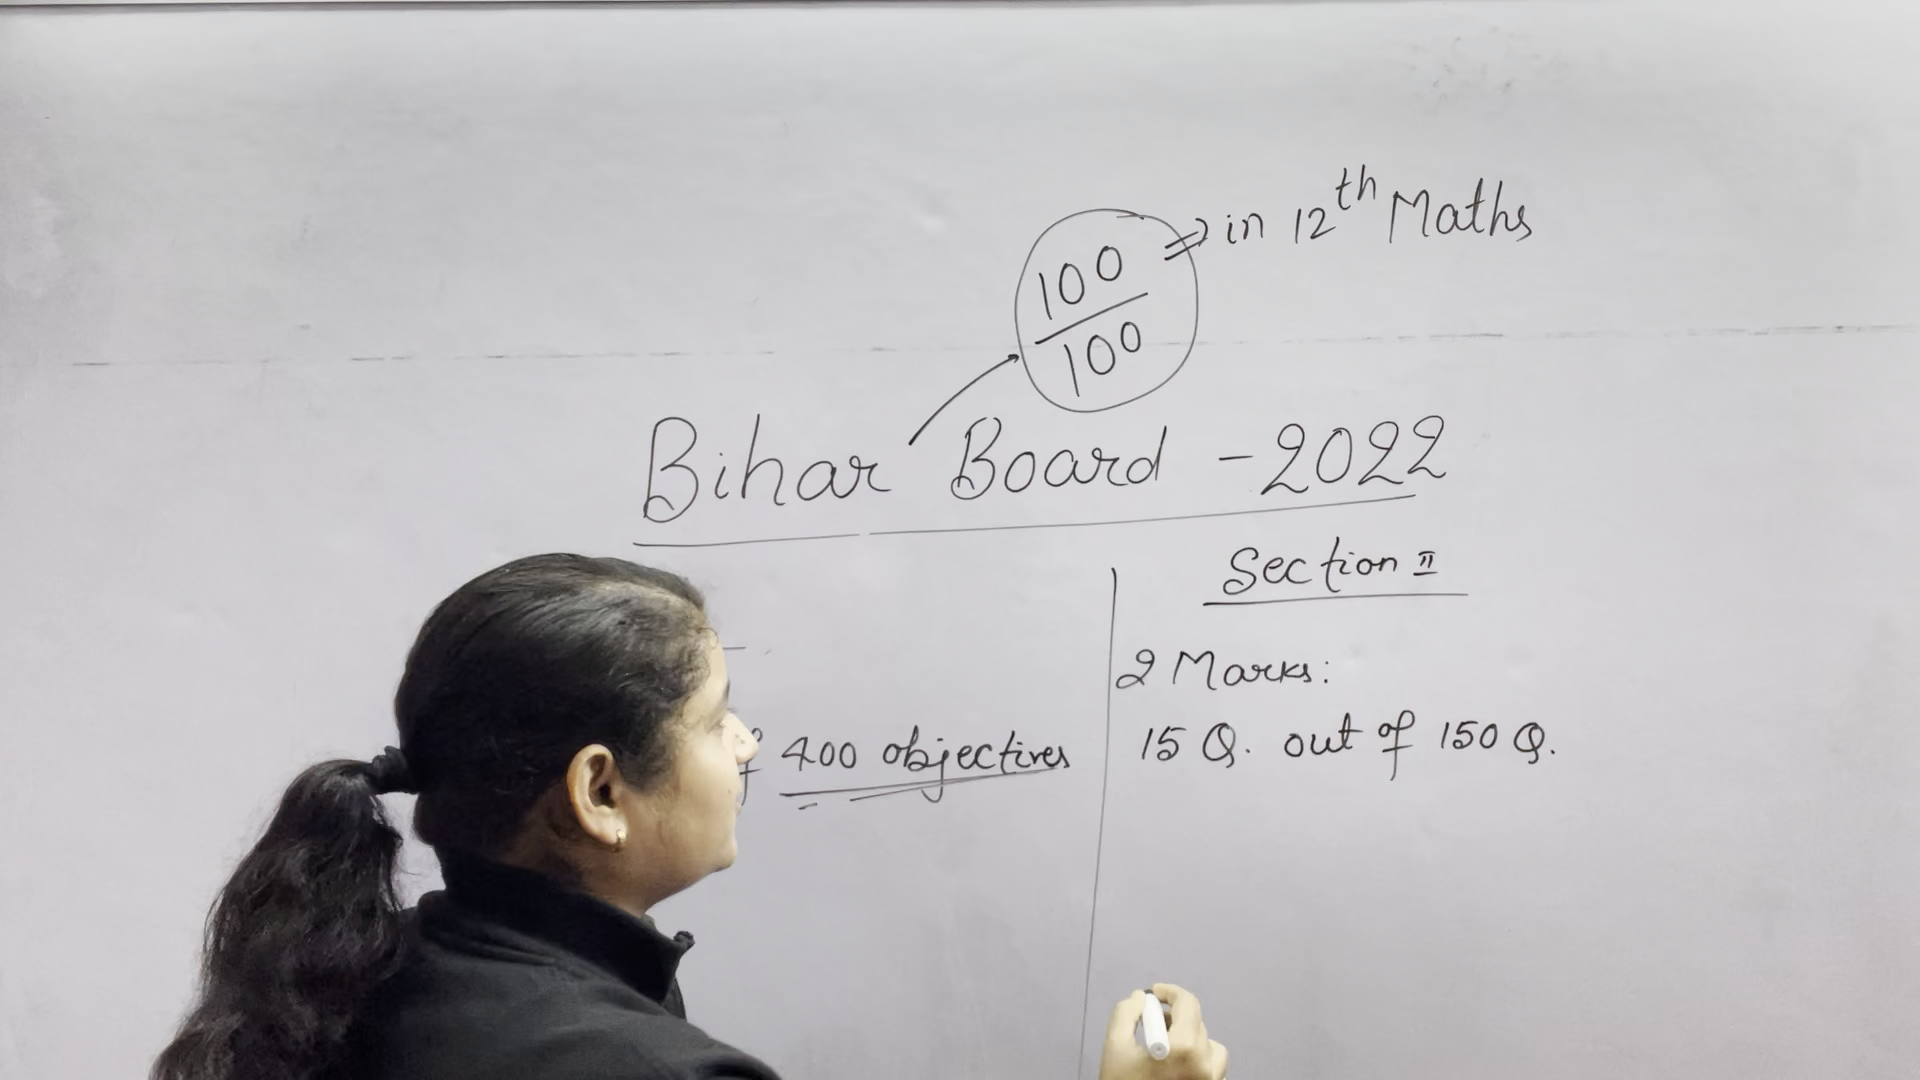 100/100 => in 12th Maths
Bihar Board - 2022
Section II
400 objectives
2 Marks:
15 Q. out of 150 Q.